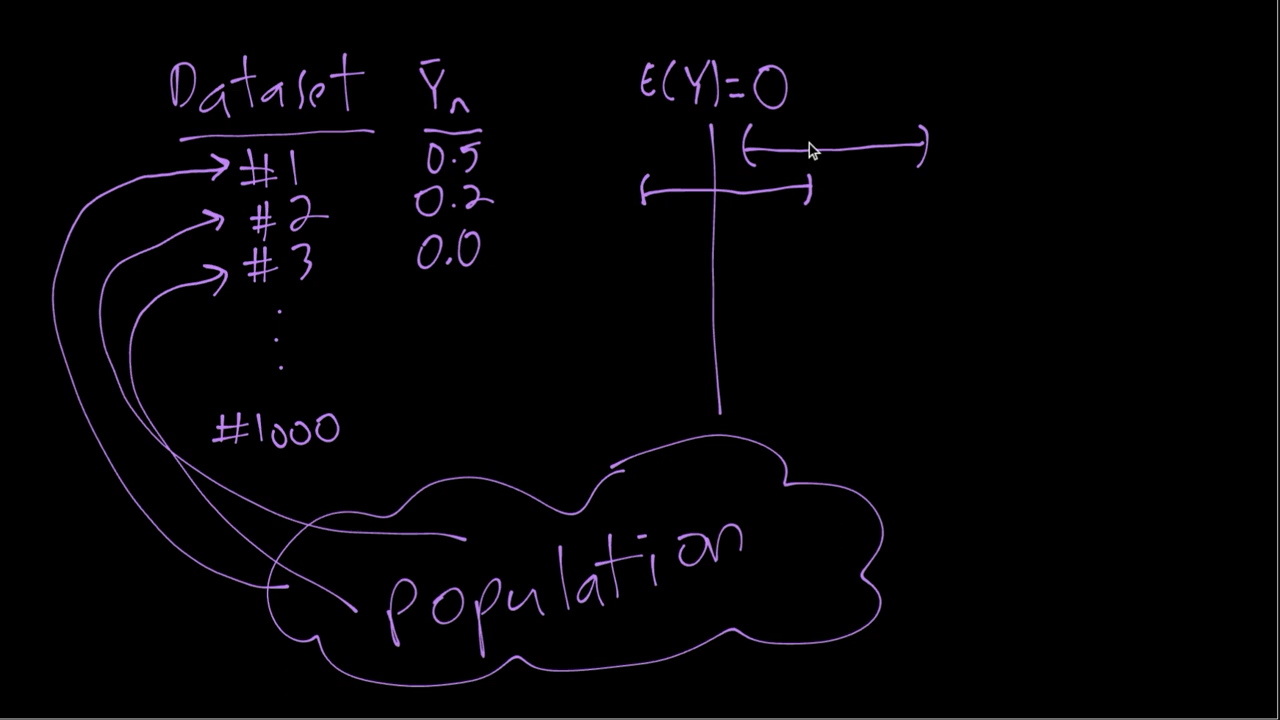 Dataset Ȳn E(Y)=0
#1 0.5
#2 0.2
#3 0.0
#1000
population